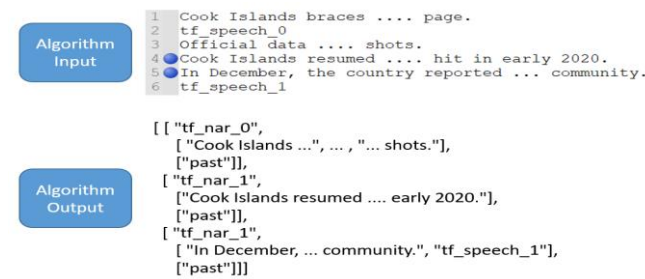 Algorithm
Input
1 Cook Islands braces .... page.
2 tf_speech_0
3 Official data .... shots.
4 Cook Islands resumed .... hit in early 2020.
5 In December, the country reported ... community.
6 tf_speech_1
Algorithm
Output
[ [ "tf_nar_0",
[ "Cook Islands ...", ... , "... shots."],
["past"]],
[ "tf_nar_1",
["Cook Islands resumed .... early 2020."],
["past"]],
[ "tf_nar_1",
[ "In December, ... community.", "tf_speech_1"],
["past"]]]